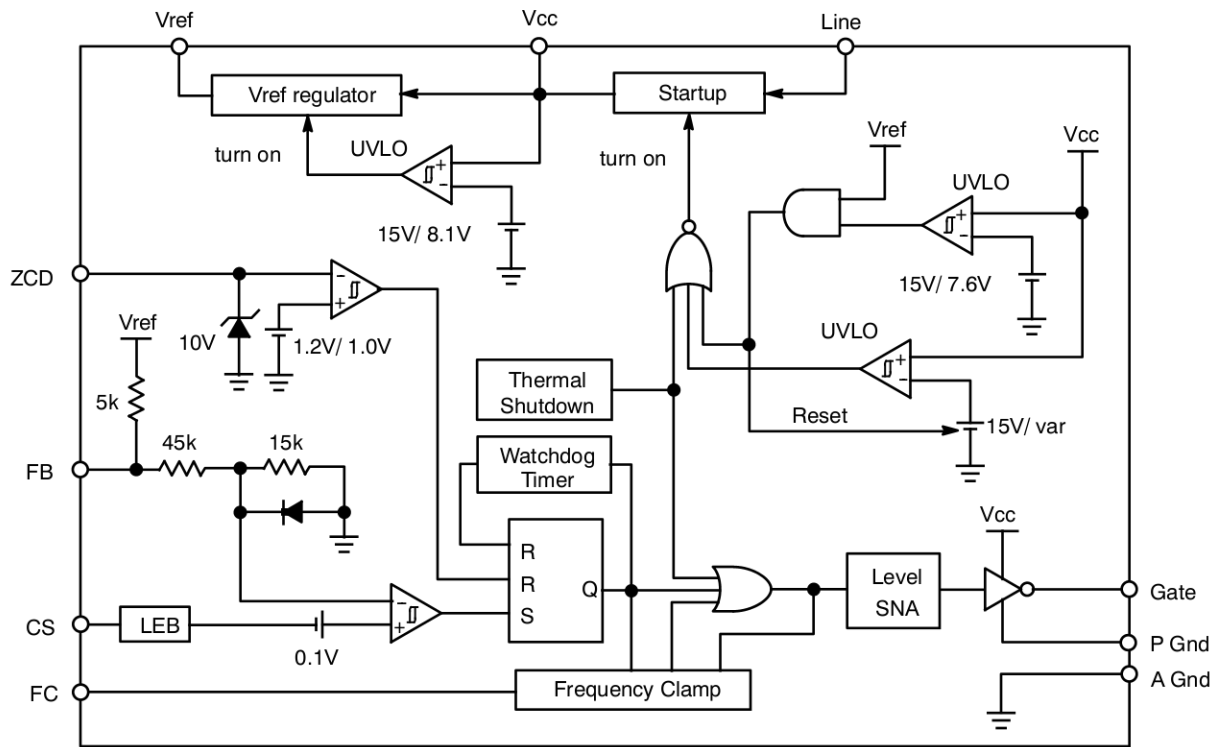 Vref
Vcc
Line
Vref regulator
Startup
turn on
UVLO
+
−
15V/ 8.1V
turn on
Vref
Vcc
UVLO
+
−
15V/ 7.6V
ZCD
−
+
10V
1.2V/ 1.0V
Vref
5k
UVLO
+
−
Thermal
Shutdown
Reset
15V/ var
45k
15k
FB
Watchdog
Timer
R
R
S
Q
Vcc
Level
SNA
Gate
−
+
CS
LEB
0.1V
P Gnd
FC
Frequency Clamp
A Gnd